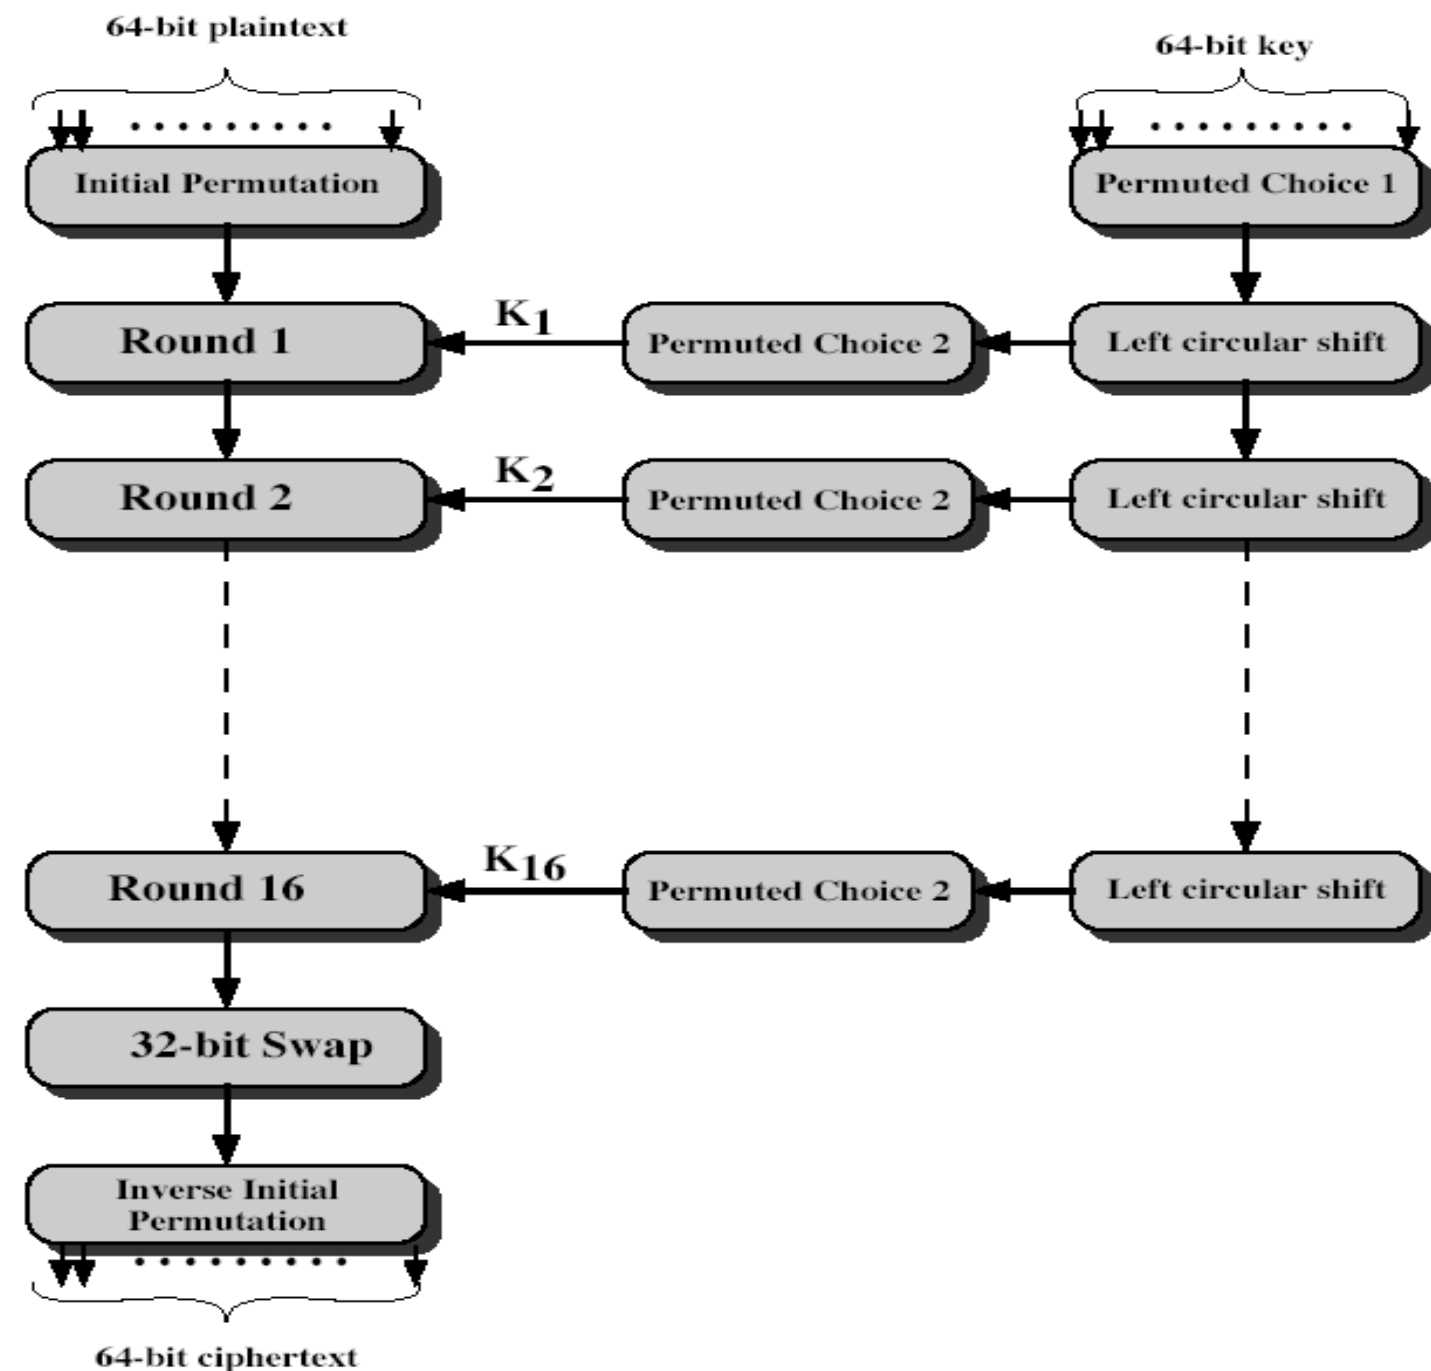 64-bit plaintext
64-bit key
Initial Permutation
Permuted Choice 1
Round 1
K1
Permuted Choice 2
Left circular shift
Round 2
K2
Permuted Choice 2
Left circular shift
Round 16
K16
Permuted Choice 2
Left circular shift
32-bit Swap
Inverse Initial
Permutation
64-bit ciphertext